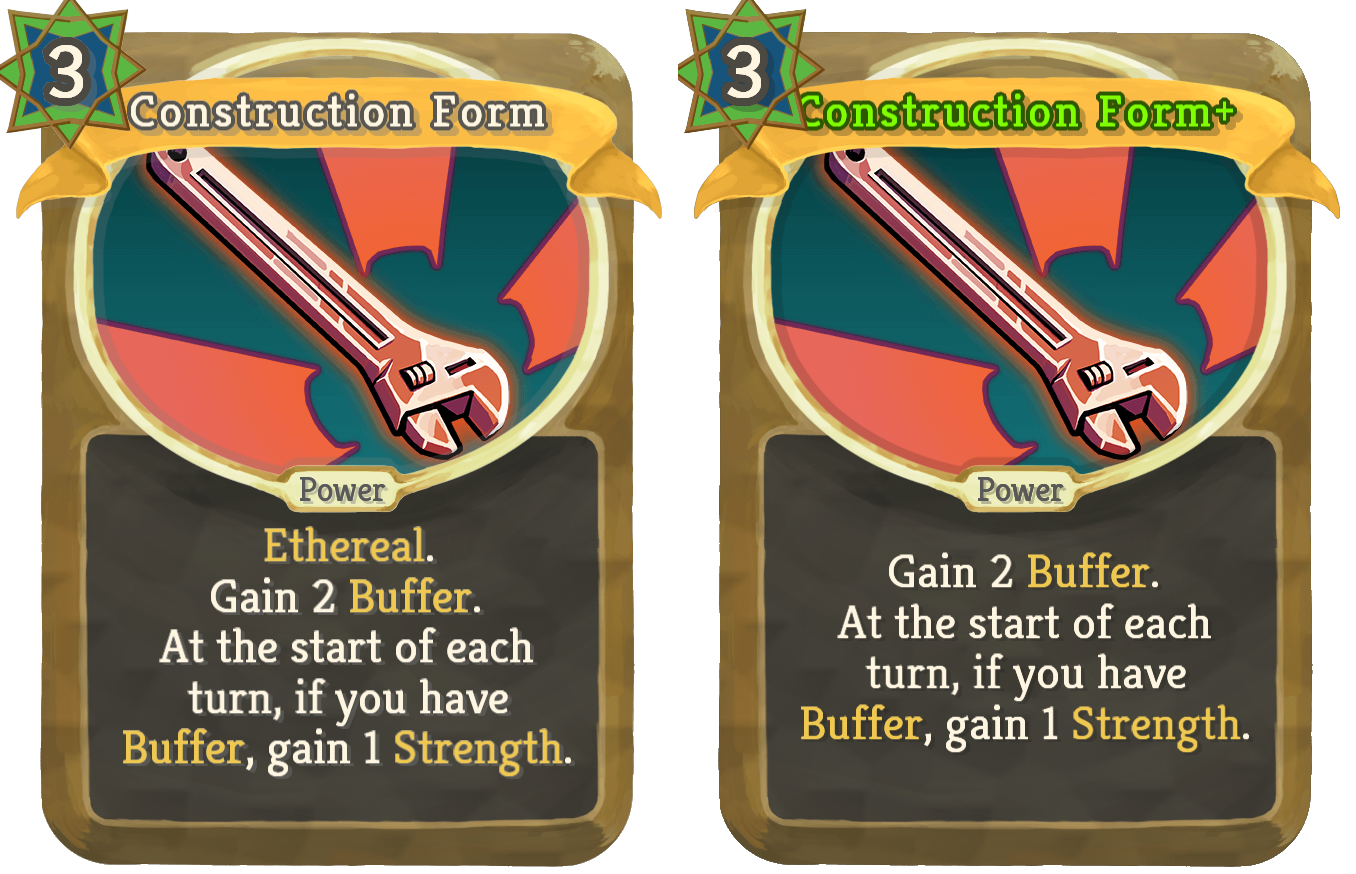 3
Construction Form
Power
Ethereal.
Gain 2 Buffer.
At the start of each
turn, if you have
Buffer, gain 1 Strength.
3
Construction Form+
Power
Gain 2 Buffer.
At the start of each
turn, if you have
Buffer, gain 1 Strength.